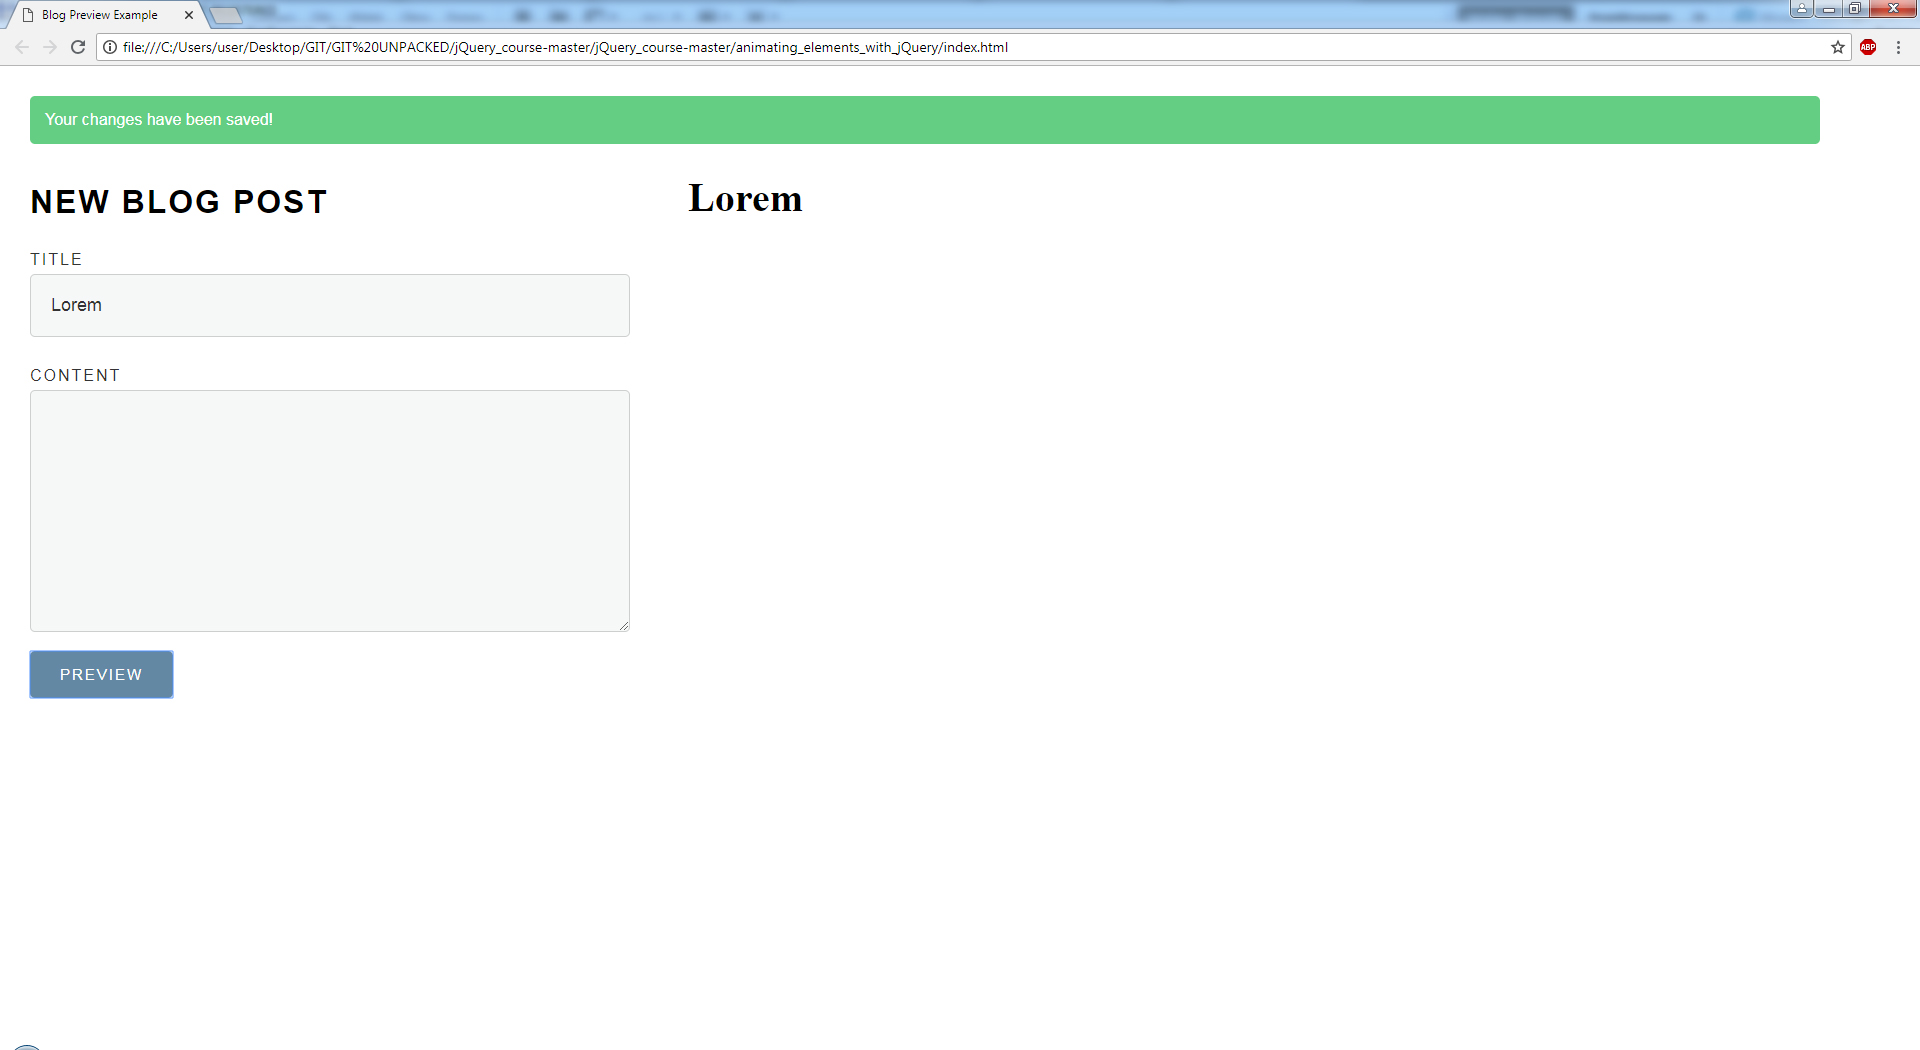 Blog Preview Example
file:///C:/Users/user/Desktop/GIT/GIT%20UNPACKED/jQuery_course-master/jQuery_course-master/animating_elements_with_jQuery/index.html
ABP
Your changes have been saved!
NEW BLOG POST
Lorem
TITLE
Lorem
CONTENT
PREVIEW